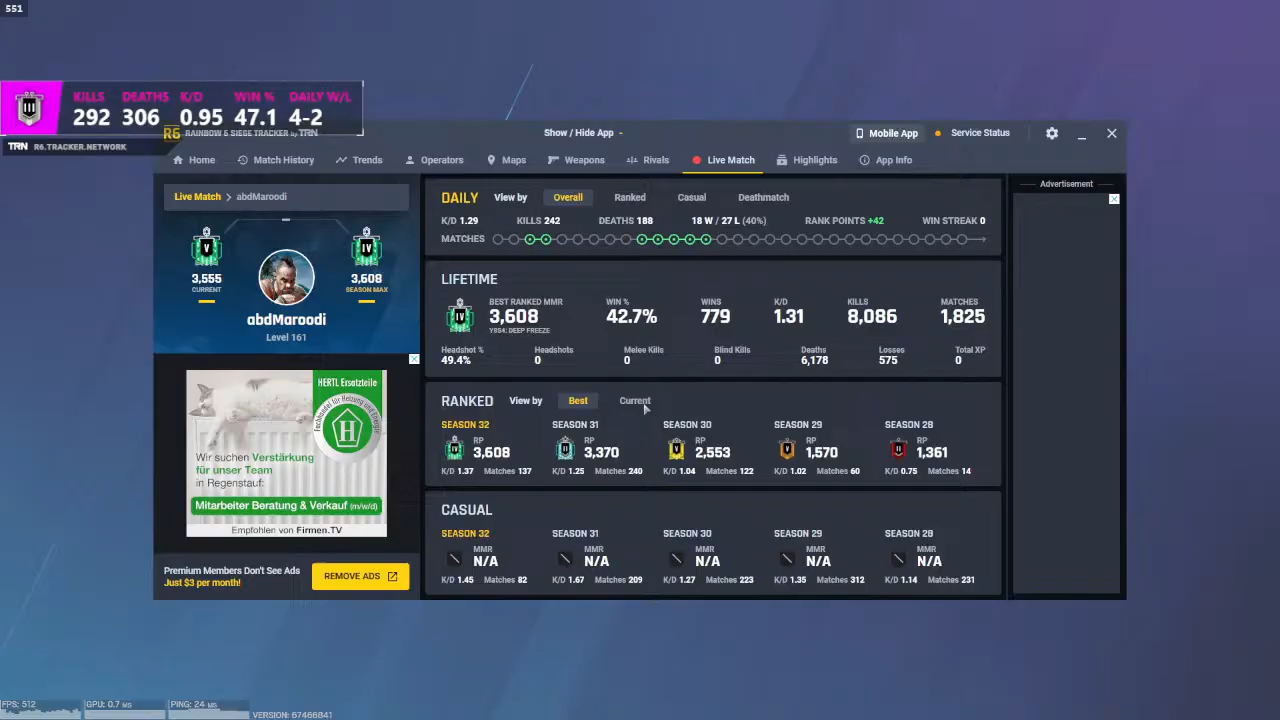 551
KILLS DEATHS K/D WIN % DAILY W/L
292 306 0.95 47.1 4-2
R6 RAINBOW 6 SIEGE TRACKER by TRN
TRN R6.TRACKER.NETWORK
Show / Hide App
Mobile App
Service Status
Home
Match History
Trends
Operators
Maps
Weapons
Rivals
Live Match
Highlights
App Info
Live Match > abdMaroodi
V
IV
3,555
3,608
CURRENT
SEASON MAX
abdMaroodi
Level 161
HERTL Ersatzteile
Fachhändler für Heizung und Energie
H
Wir suchen Verstärkung
für unser Team
in Regenstauf:
Mitarbeiter Beratung & Verkauf (m/w/d)
Empfohlen von Firmen.TV
Premium Members Don't See Ads
Just $3 per month!
REMOVE ADS
DAILY View by Overall Ranked Casual Deathmatch
K/D 1.29 KILLS 242 DEATHS 188 18 W / 27 L (40%) RANK POINTS +42 WIN STREAK 0
MATCHES
LIFETIME
BEST RANKED MMR WIN % WINS K/D KILLS MATCHES
3,608 42.7% 779 1.31 8,086 1,825
Y8S4: DEEP FREEZE
Headshot % Headshots Melee Kills Blind Kills Deaths Losses Total XP
49.4% 0 0 0 6,178 575 0
RANKED View by Best Current
SEASON 32 SEASON 31 SEASON 30 SEASON 29 SEASON 28
RP RP RP RP RP
3,608 3,370 2,553 1,570 1,361
K/D 1.37 Matches 137 K/D 1.25 Matches 240 K/D 1.04 Matches 122 K/D 1.02 Matches 60 K/D 0.75 Matches 14
CASUAL
SEASON 32 SEASON 31 SEASON 30 SEASON 29 SEASON 28
MMR MMR MMR MMR MMR
N/A N/A N/A N/A N/A
K/D 1.45 Matches 82 K/D 1.67 Matches 209 K/D 1.27 Matches 223 K/D 1.35 Matches 312 K/D 1.14 Matches 231
Advertisement
FPS: 512 GPU: 0.7 MS PING: 24 MS
VERSION: 67466841